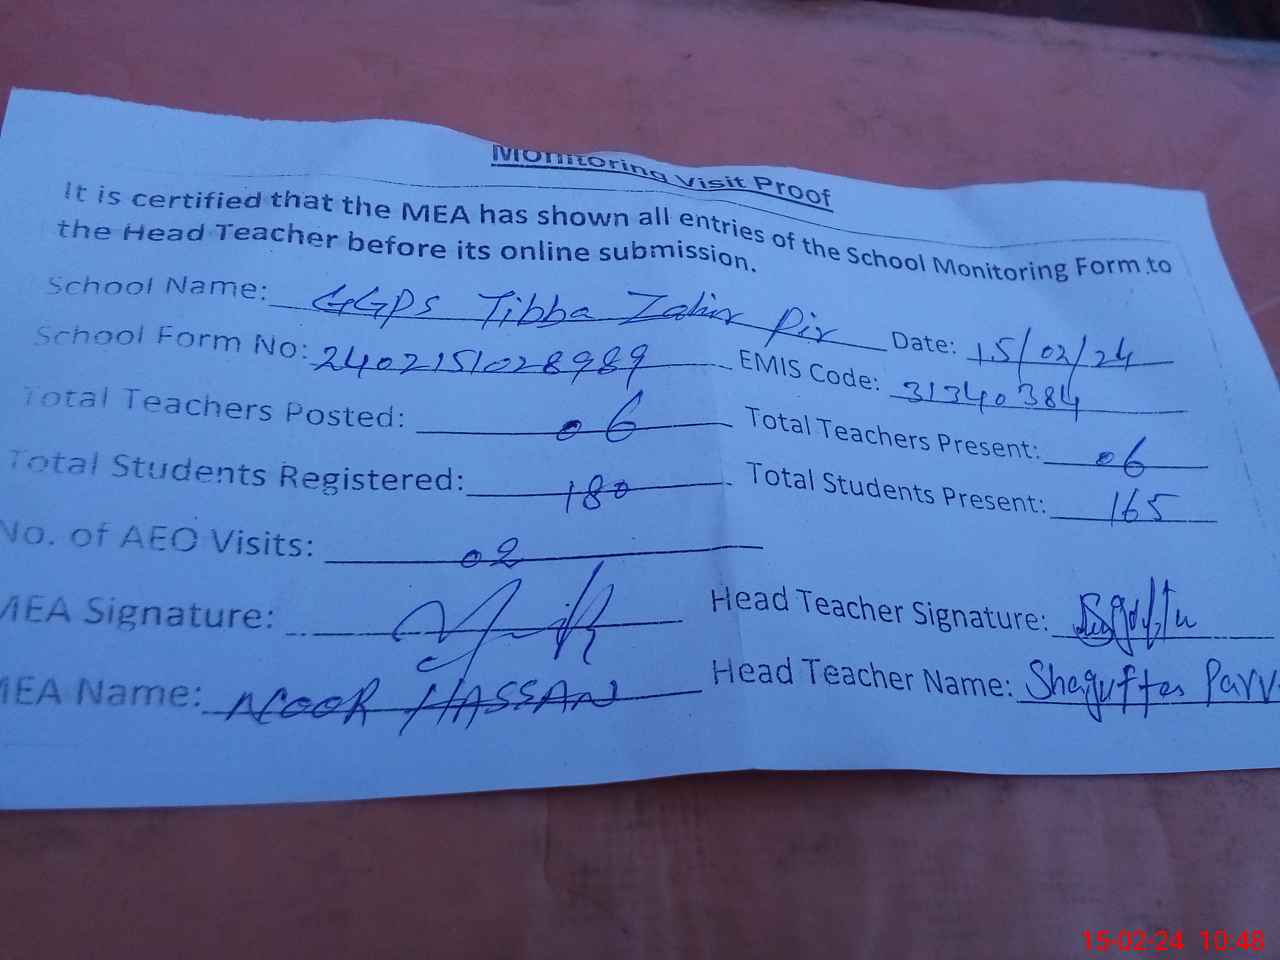 Monitoring Visit Proof
It is certified that the MEA has shown all entries of the School Monitoring Form to
the Head Teacher before its online submission.
School Name: GGPS Tibba Zahir Pir Date: 15/02/24
School Form No: 2402151028989 EMIS Code: 31340384
Total Teachers Posted: 06 Total Teachers Present: 06
Total Students Registered: 180 Total Students Present: 165
No. of AEO Visits: 02
MEA Signature: Head Teacher Signature:
MEA Name: NOOR HASSAN Head Teacher Name: Shagufta Parv
15-02-24 10:48